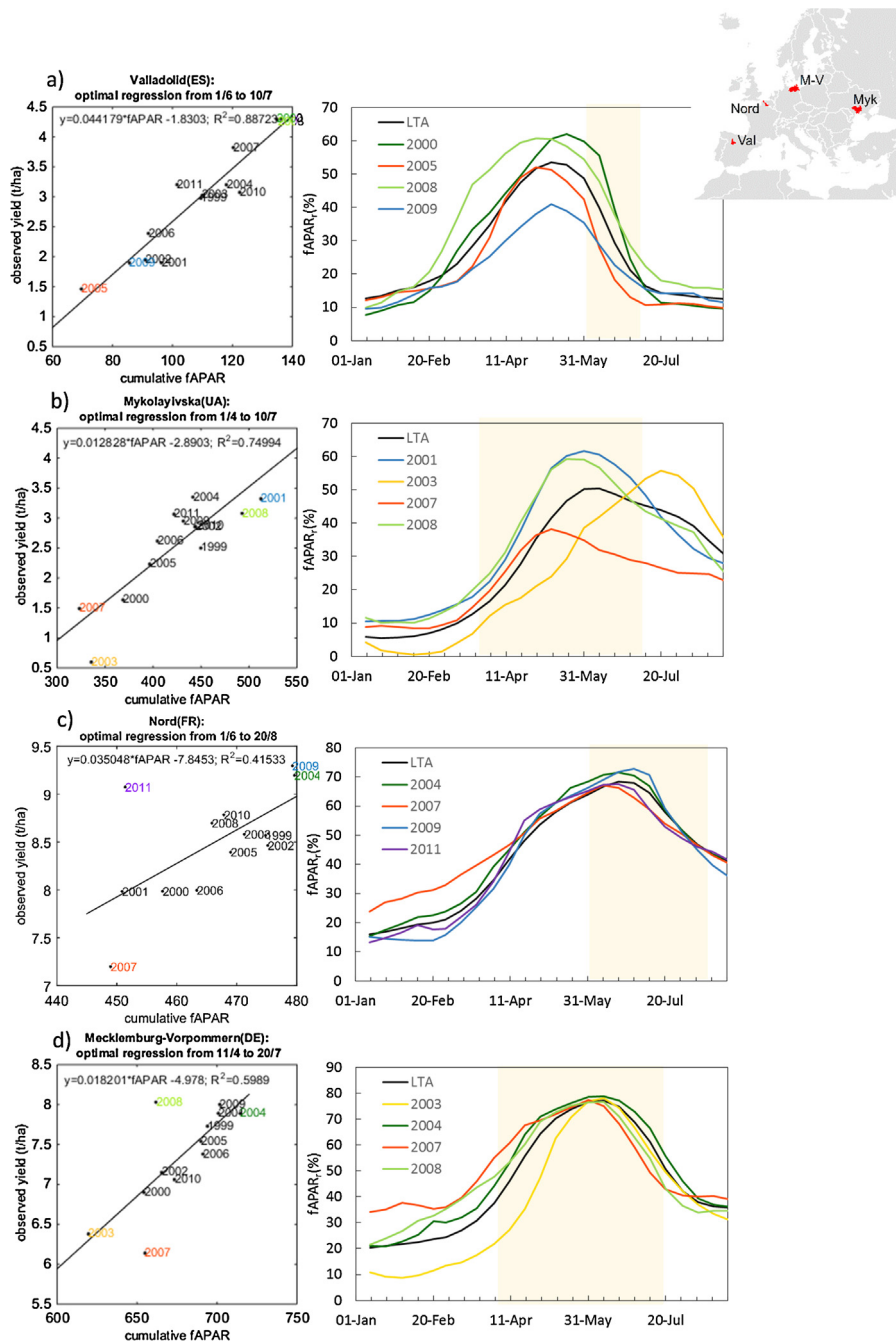 M-V
Nord
Myk
Val
a)
Valladolid(ES):
optimal regression from 1/6 to 10/7
y=0.044179*fAPAR -1.8303; R²=0.88723
2007
2011
2004
2010
2003
1999
2006
2002
2001
2009
2005
4.5
4
3.5
3
2.5
2
1.5
1
0.5
observed yield (t/ha)
60 80 100 120 140
cumulative fAPAR
LTA
2000
2005
2008
2009
70
60
50
40
30
20
10
0
fAPARr(%)
01-Jan 20-Feb 11-Apr 31-May 20-Jul
b)
Mykolayivska(UA):
optimal regression from 1/4 to 10/7
y=0.012828*fAPAR -2.8903; R²=0.74994
2004
2001
2011
2008
2009
2010
2002
2006
1999
2005
2000
2007
2003
4.5
4
3.5
3
2.5
2
1.5
1
0.5
observed yield (t/ha)
300 350 400 450 500 550
cumulative fAPAR
LTA
2001
2003
2007
2008
70
60
50
40
30
20
10
0
fAPARr(%)
01-Jan 20-Feb 11-Apr 31-May 20-Jul
c)
Nord(FR):
optimal regression from 1/6 to 20/8
y=0.035048*fAPAR -7.8453; R²=0.41533
2009
2004
2011
2010
2008
2003
1999
2002
2005
2001
2000
2006
2007
9.5
9
8.5
8
7.5
7
observed yield (t/ha)
440 450 460 470 480
cumulative fAPAR
LTA
2004
2007
2009
2011
80
70
60
50
40
30
20
10
0
fAPARr(%)
01-Jan 20-Feb 11-Apr 31-May 20-Jul
d)
Mecklemburg-Vorpommern(DE):
optimal regression from 11/4 to 20/7
y=0.018201*fAPAR -4.978; R²=0.5989
2008
2009
2001
2004
1999
2005
2006
2002
2010
2000
2003
2007
8.5
8
7.5
7
6.5
6
5.5
observed yield (t/ha)
600 650 700 750
cumulative fAPAR
LTA
2003
2004
2007
2008
90
80
70
60
50
40
30
20
10
0
fAPARr(%)
01-Jan 20-Feb 11-Apr 31-May 20-Jul